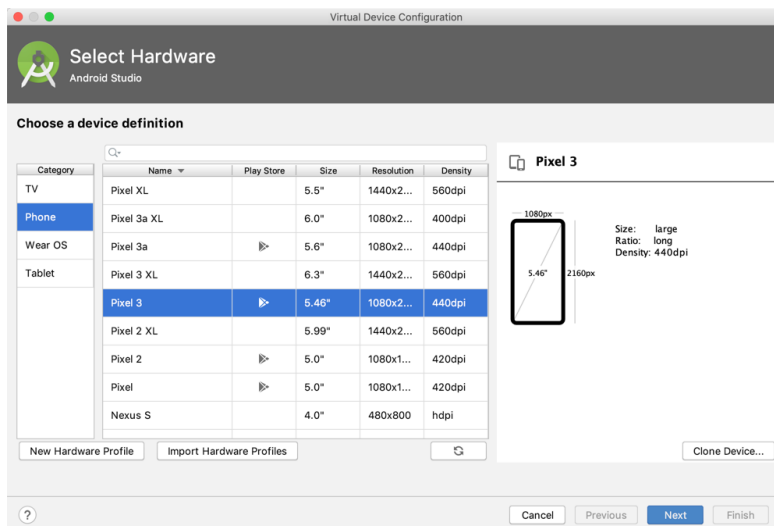 Virtual Device Configuration
Select Hardware
Android Studio
Choose a device definition
Category
Name Play Store Size Resolution Density
TV
Phone
Wear OS
Tablet
Pixel XL 5.5" 1440x2... 560dpi
Pixel 3a XL 6.0" 1080x2... 400dpi
Pixel 3a 5.6" 1080x2... 440dpi
Pixel 3 XL 6.3" 1440x2... 560dpi
Pixel 3 5.46" 1080x2... 440dpi
Pixel 2 XL 5.99" 1440x2... 560dpi
Pixel 2 5.0" 1080x1... 420dpi
Pixel 5.0" 1080x1... 420dpi
Nexus S 4.0" 480x800 hdpi
New Hardware Profile Import Hardware Profiles
Pixel 3
1080px
5.46" 2160px
Size: large
Ratio: long
Density: 440dpi
Clone Device...
? Cancel Previous Next Finish